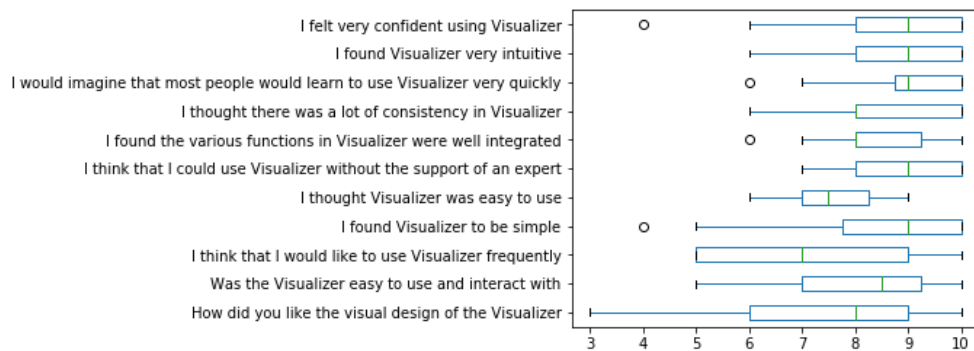 I felt very confident using Visualizer
I found Visualizer very intuitive
I would imagine that most people would learn to use Visualizer very quickly
I thought there was a lot of consistency in Visualizer
I found the various functions in Visualizer were well integrated
I think that I could use Visualizer without the support of an expert
I thought Visualizer was easy to use
I found Visualizer to be simple
I think that I would like to use Visualizer frequently
Was the Visualizer easy to use and interact with
How did you like the visual design of the Visualizer
3 4 5 6 7 8 9 10